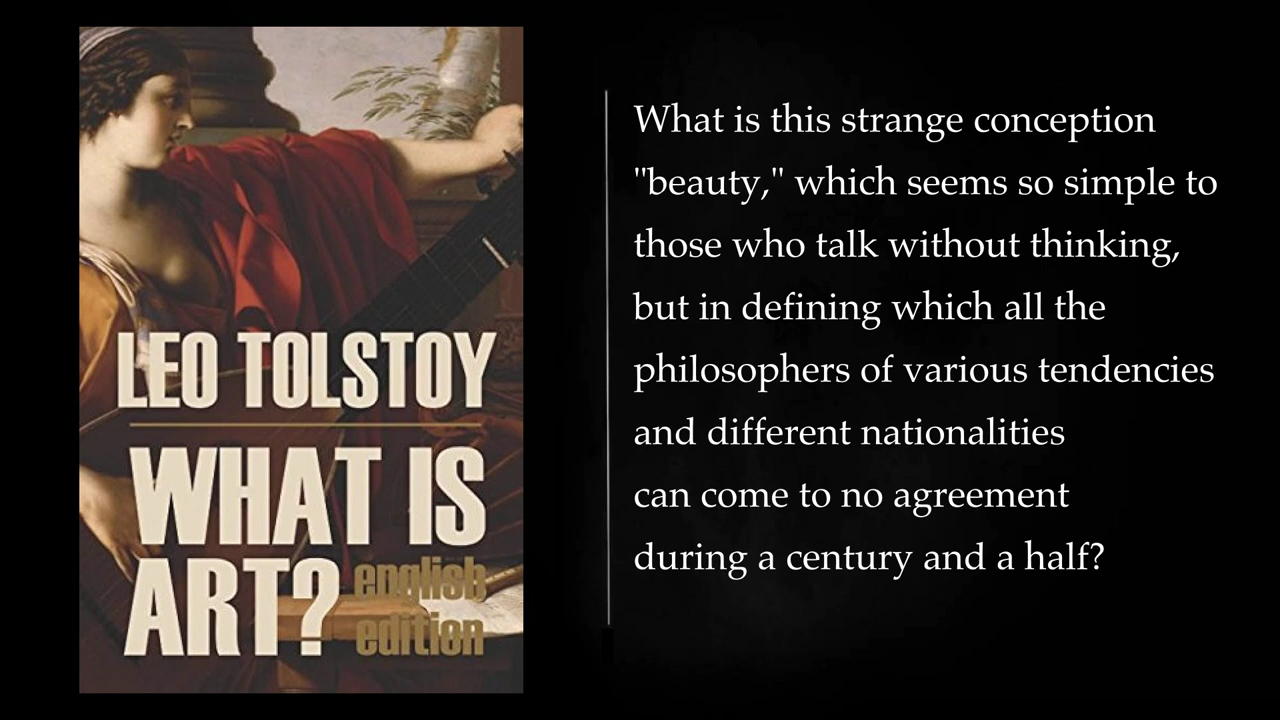 LEO TOLSTOY
WHAT IS
ART?
english
edition
What is this strange conception
"beauty," which seems so simple to
those who talk without thinking,
but in defining which all the
philosophers of various tendencies
and different nationalities
can come to no agreement
during a century and a half?